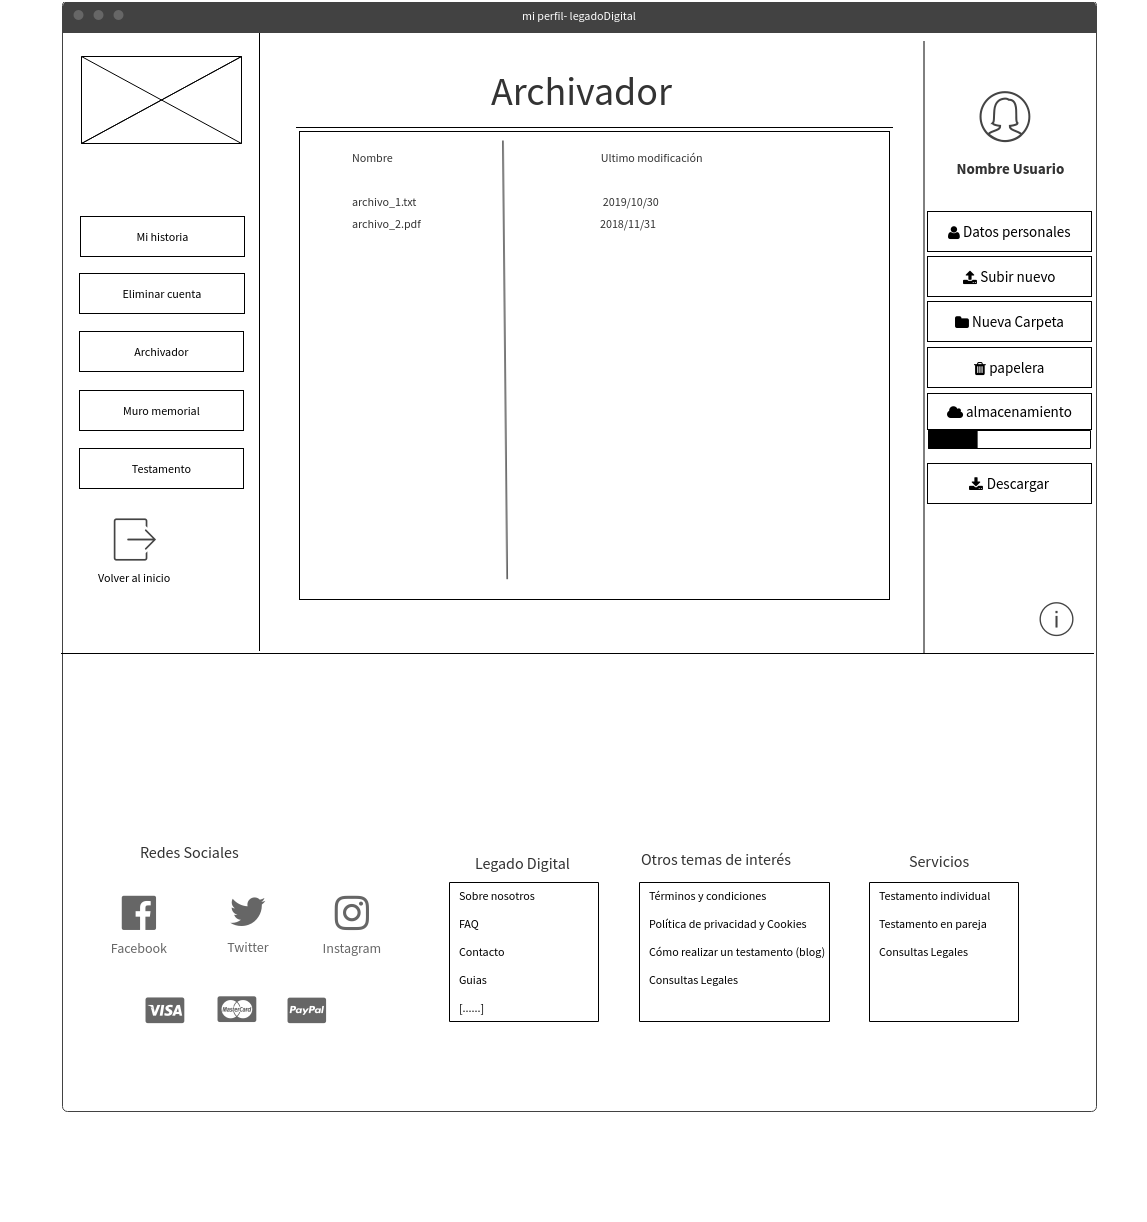 mi perfil- legadoDigital
Mi historia
Eliminar cuenta
Archivador
Muro memorial
Testamento
Volver al inicio
Archivador
Nombre Ultimo modificación
archivo_1.txt 2019/10/30
archivo_2.pdf 2018/11/31
Nombre Usuario
Datos personales
Subir nuevo
Nueva Carpeta
papelera
almacenamiento
Descargar
i
Redes Sociales
Facebook Twitter Instagram
VISA MasterCard PayPal
Legado Digital
Sobre nosotros
FAQ
Contacto
Guias
[......]
Otros temas de interés
Términos y condiciones
Política de privacidad y Cookies
Cómo realizar un testamento (blog)
Consultas Legales
Servicios
Testamento individual
Testamento en pareja
Consultas Legales